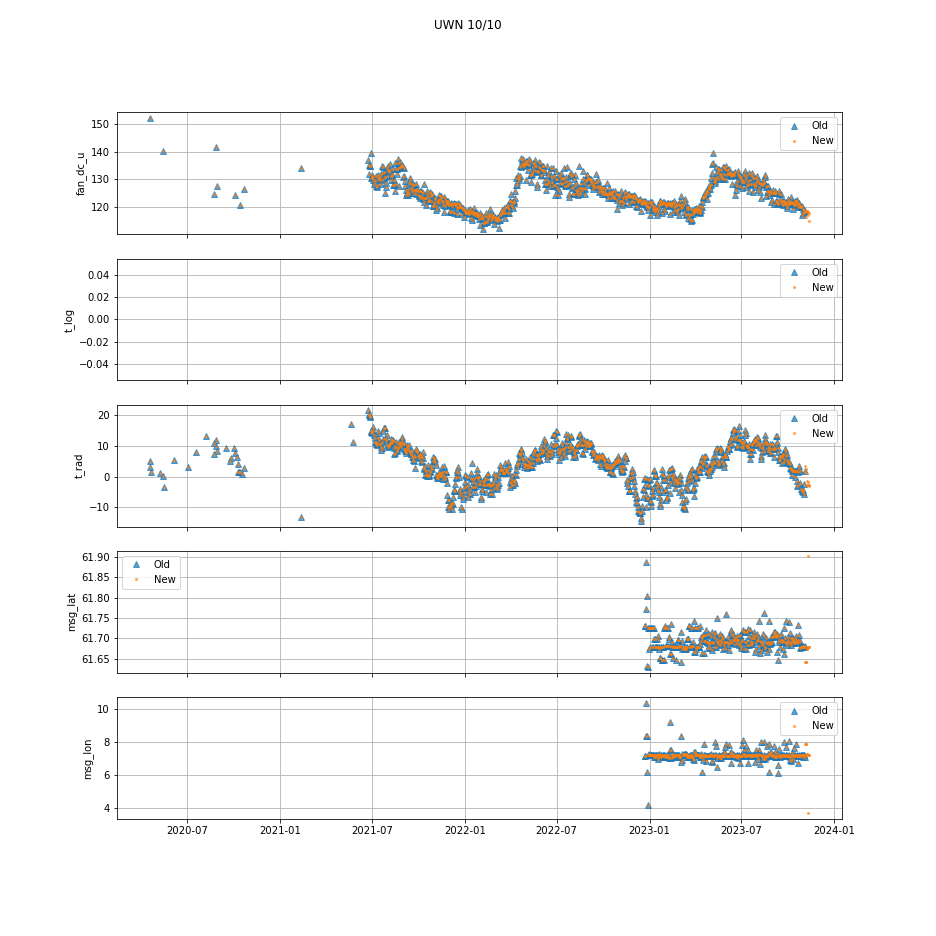 UWN 10/10
150
140
130
120
fan_dc_u
Old
New
0.04
0.02
0.00
−0.02
−0.04
t_log
Old
New
20
10
0
−10
t_rad
Old
New
61.90
61.85
61.80
61.75
61.70
61.65
msg_lat
Old
New
10
8
6
4
msg_lon
Old
New
2020-07 2021-01 2021-07 2022-01 2022-07 2023-01 2023-07 2024-01